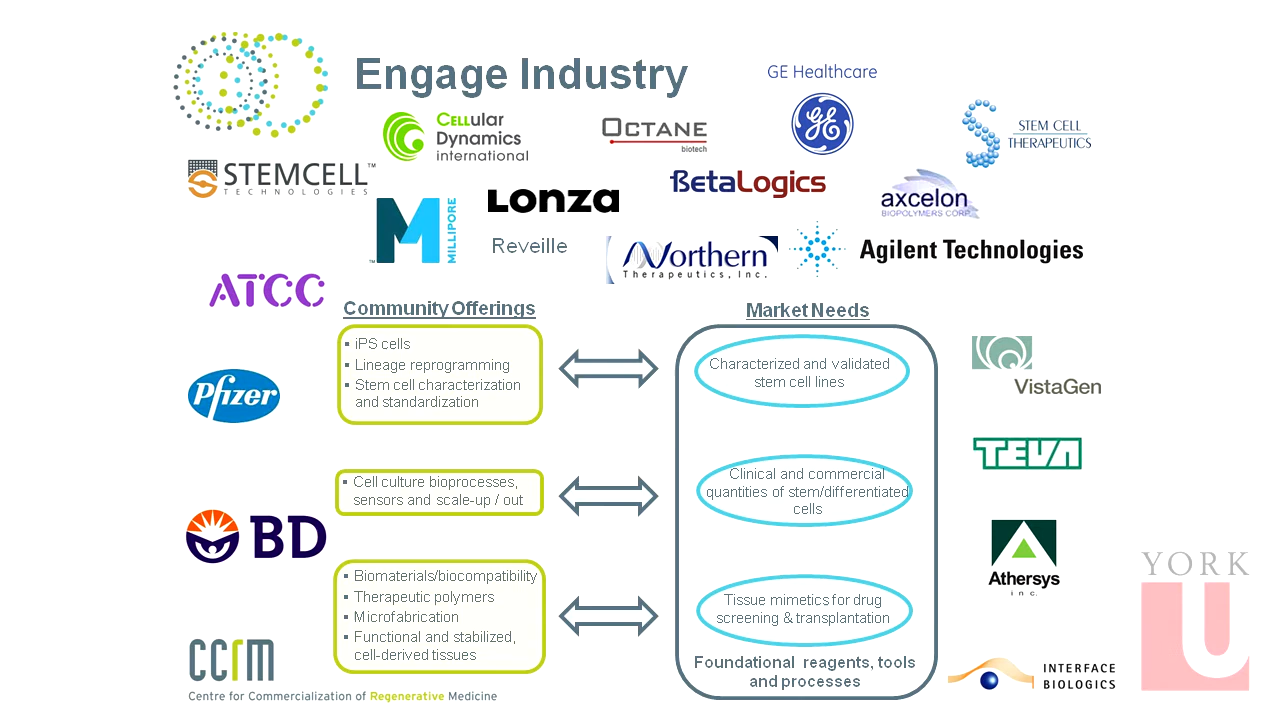 Engage Industry
GE Healthcare
GE
CELLular
Dynamics
international
OCTANE
biotech
STEM CELL
THERAPEUTICS
STEMCELL™
TECHNOLOGIES
BetaLogics
axcelon
BIOPOLYMERS CORP.
M
MILLIPORE
™
Lonza
Reveille
Northern
Therapeutics, Inc.
Agilent Technologies
ATCC
Community Offerings
▪ iPS cells
▪ Lineage reprogramming
▪ Stem cell characterization
and standardization
▪ Cell culture bioprocesses,
sensors and scale-up / out
▪ Biomaterials/biocompatibility
▪ Therapeutic polymers
▪ Microfabrication
▪ Functional and stabilized,
cell-derived tissues
Market Needs
Characterized and validated
stem cell lines
Clinical and commercial
quantities of stem/differentiated
cells
Tissue mimetics for drug
screening & transplantation
Foundational reagents, tools
and processes
Pfizer
BD
VistaGen
TEVA
Athersys
inc.
INTERFACE
BIOLOGICS
YORK
U
ccrm
Centre for Commercialization of Regenerative Medicine